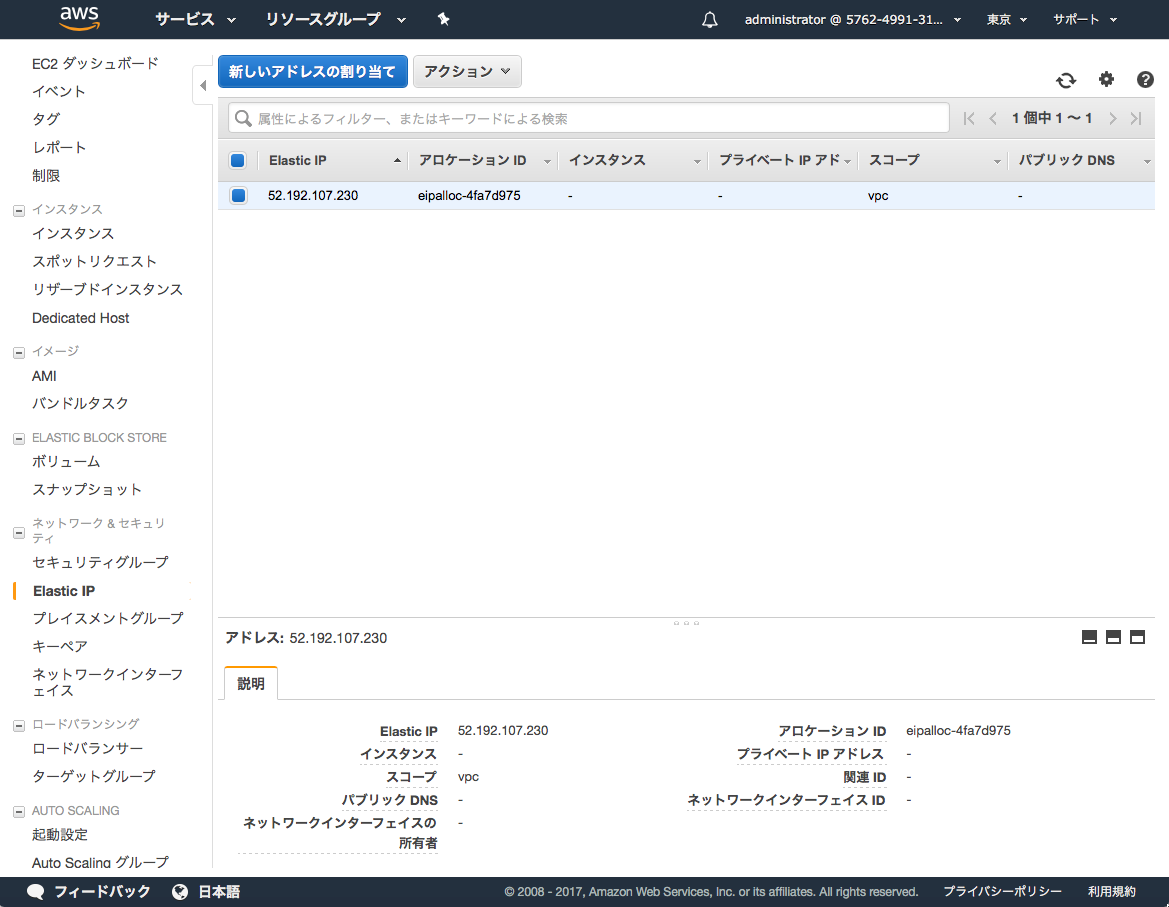 aws サービス リソースグループ administrator @ 5762-4991-31... 東京 サポート
EC2 ダッシュボード
イベント
タグ
レポート
制限
インスタンス
インスタンス
スポットリクエスト
リザーブドインスタンス
Dedicated Host
イメージ
AMI
バンドルタスク
ELASTIC BLOCK STORE
ボリューム
スナップショット
ネットワーク & セキュリ
ティ
セキュリティグループ
Elastic IP
プレイスメントグループ
キーペア
ネットワークインターフ
ェイス
ロードバランシング
ロードバランサー
ターゲットグループ
AUTO SCALING
起動設定
Auto Scaling グループ
新しいアドレスの割り当て アクション
属性によるフィルター、またはキーワードによる検索 1 個中 1 〜 1
Elastic IP アロケーション ID インスタンス プライベート IP アド スコープ パブリック DNS
52.192.107.230 eipalloc-4fa7d975 - - vpc -
アドレス: 52.192.107.230
説明
Elastic IP 52.192.107.230 アロケーション ID eipalloc-4fa7d975
インスタンス - プライベート IP アドレス -
スコープ vpc 関連 ID -
パブリック DNS - ネットワークインターフェイス ID -
ネットワークインターフェイスの -
所有者
フィードバック 日本語 © 2008 - 2017, Amazon Web Services, Inc. or its affiliates. All rights reserved. プライバシーポリシー 利用規約